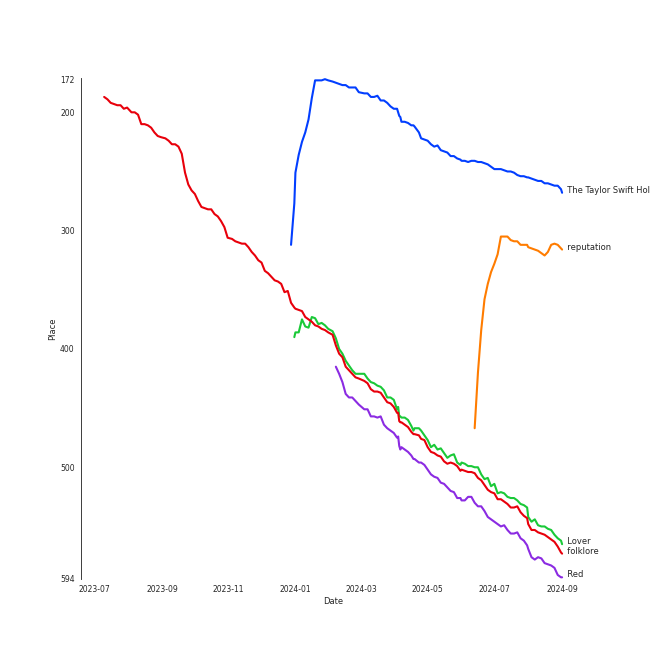 172
200
300
400
500
594
Place
The Taylor Swift Hol
reputation
Lover
folklore
Red
2023-07
2023-09
2023-11
2024-01
2024-03
2024-05
2024-07
2024-09
Date